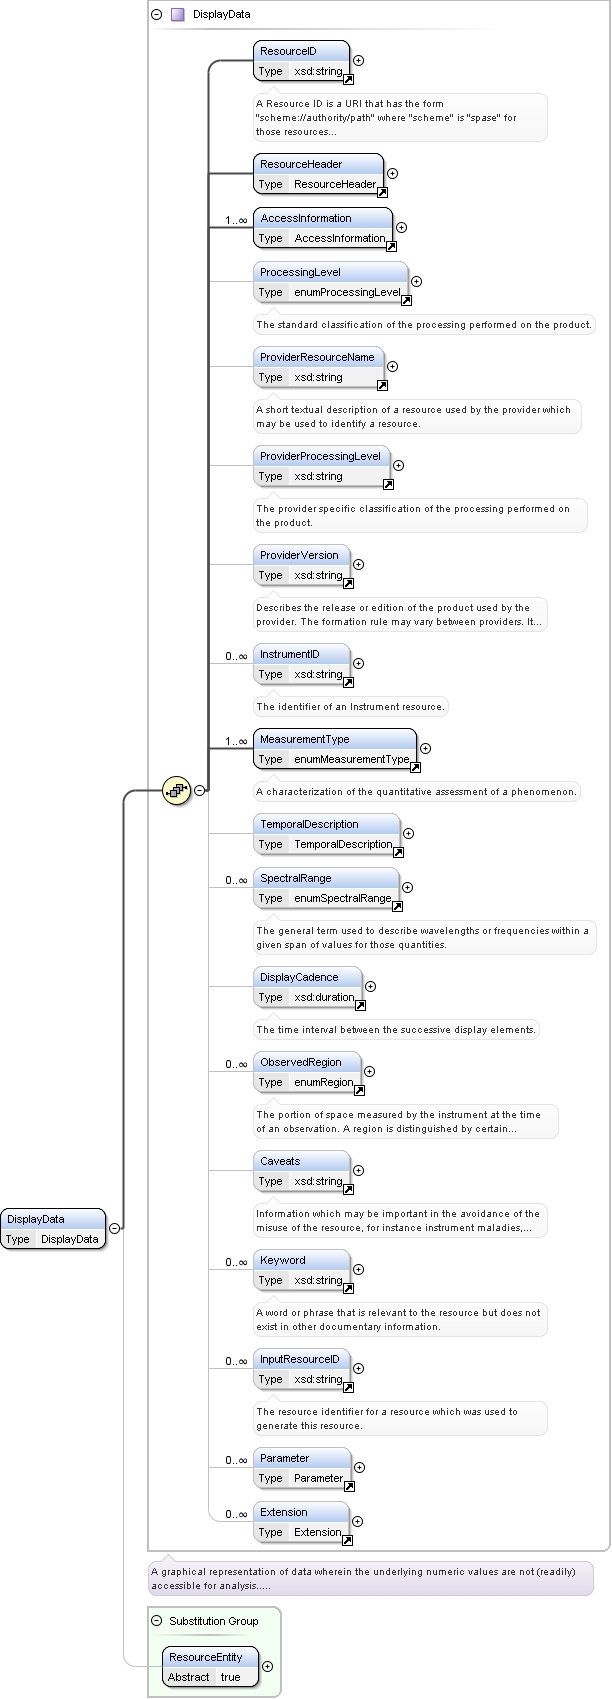 DisplayData
ResourceID
Type xsd:string
A Resource ID is a URI that has the form
"scheme://authority/path" where "scheme" is "spase" for
those resources...
ResourceHeader
Type ResourceHeader
1..∞
AccessInformation
Type AccessInformation
ProcessingLevel
Type enumProcessingLevel
The standard classification of the processing performed on the product.
ProviderResourceName
Type xsd:string
A short textual description of a resource used by the provider which
may be used to identify a resource.
ProviderProcessingLevel
Type xsd:string
The provider specific classification of the processing performed on
the product.
ProviderVersion
Type xsd:string
Describes the release or edition of the product used by the
provider. The formation rule may vary between providers. It...
0..∞
InstrumentID
Type xsd:string
The identifier of an Instrument resource.
1..∞
MeasurementType
Type enumMeasurementType
A characterization of the quantitative assessment of a phenomenon.
TemporalDescription
Type TemporalDescription
0..∞
SpectralRange
Type enumSpectralRange
The general term used to describe wavelengths or frequencies within a
given span of values for those quantities.
DisplayCadence
Type xsd:duration
The time interval between the successive display elements.
0..∞
ObservedRegion
Type enumRegion
The portion of space measured by the instrument at the time
of an observation. A region is distinguished by certain...
Caveats
Type xsd:string
Information which may be important in the avoidance of the
misuse of the resource, for instance instrument maladies,...
DisplayData
Type DisplayData
0..∞
Keyword
Type xsd:string
A word or phrase that is relevant to the resource but does not
exist in other documentary information.
0..∞
InputResourceID
Type xsd:string
The resource identifier for a resource which was used to
generate this resource.
0..∞
Parameter
Type Parameter
0..∞
Extension
Type Extension
A graphical representation of data wherein the underlying numeric values are not (readily)
accessible for analysis.....
Substitution Group
ResourceEntity
Abstract true